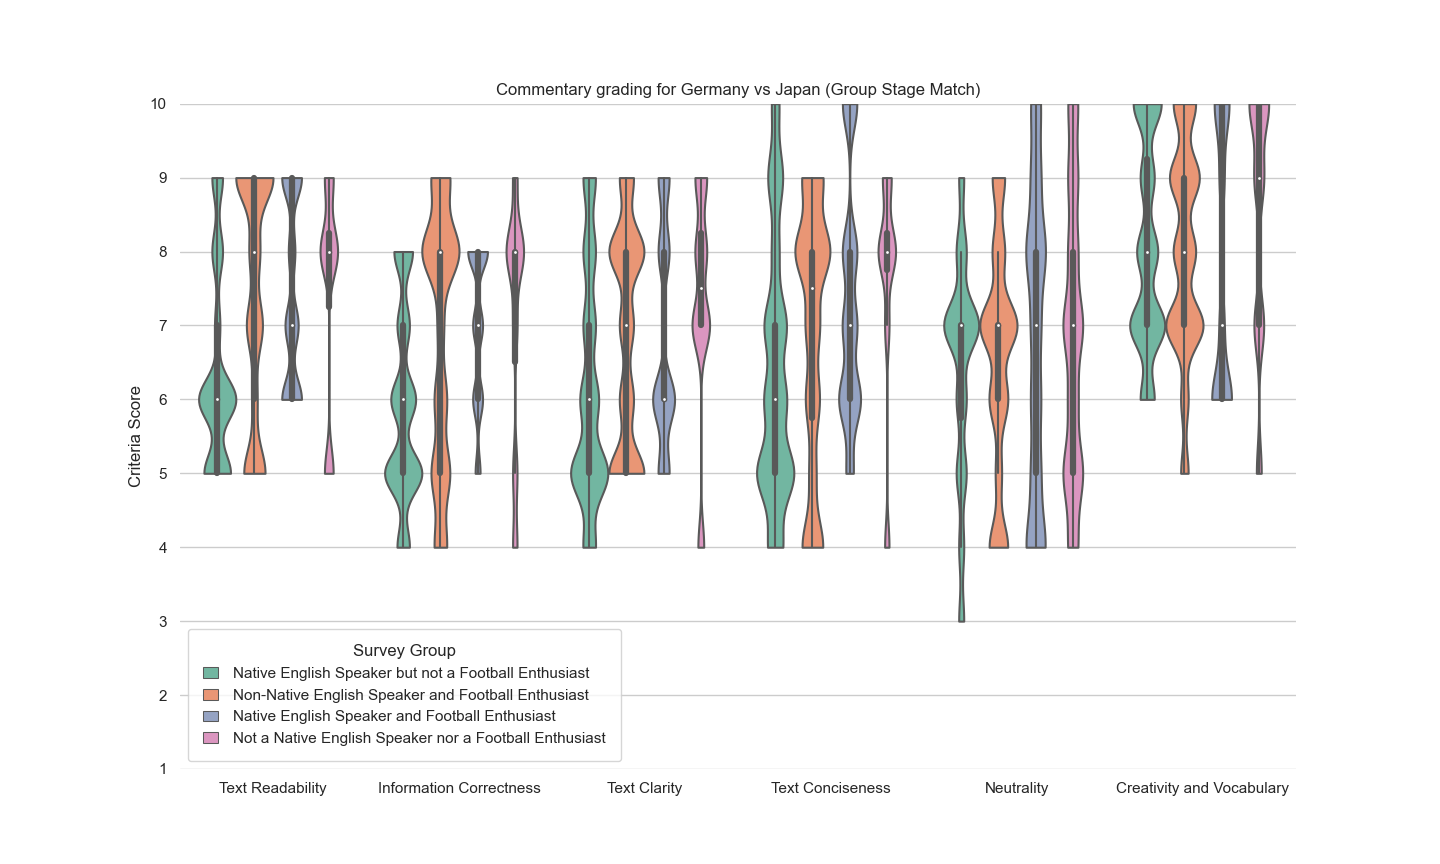 Commentary grading for Germany vs Japan (Group Stage Match)
10
9
8
7
6
5
4
3
2
1
Criteria Score
Survey Group
Native English Speaker but not a Football Enthusiast
Non-Native English Speaker and Football Enthusiast
Native English Speaker and Football Enthusiast
Not a Native English Speaker nor a Football Enthusiast
Text Readability
Information Correctness
Text Clarity
Text Conciseness
Neutrality
Creativity and Vocabulary